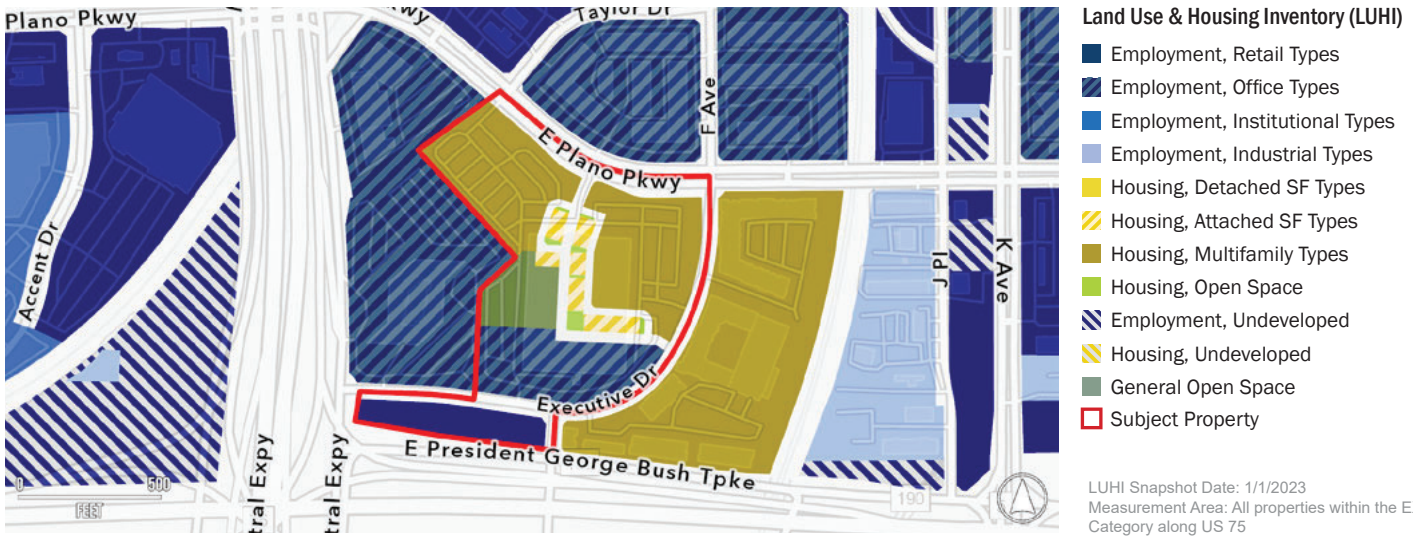 Plano Pkwy
wy
Taylor Dr
F Ave
E Plano Pkwy
Accent Dr
J Pl
K Ave
Executive Dr
E President George Bush Tpke
tral Expy
tral Expy
190
0 500
FEET
Land Use & Housing Inventory (LUHI)
Employment, Retail Types
Employment, Office Types
Employment, Institutional Types
Employment, Industrial Types
Housing, Detached SF Types
Housing, Attached SF Types
Housing, Multifamily Types
Housing, Open Space
Employment, Undeveloped
Housing, Undeveloped
General Open Space
Subject Property
LUHI Snapshot Date: 1/1/2023
Measurement Area: All properties within the E
Category along US 75